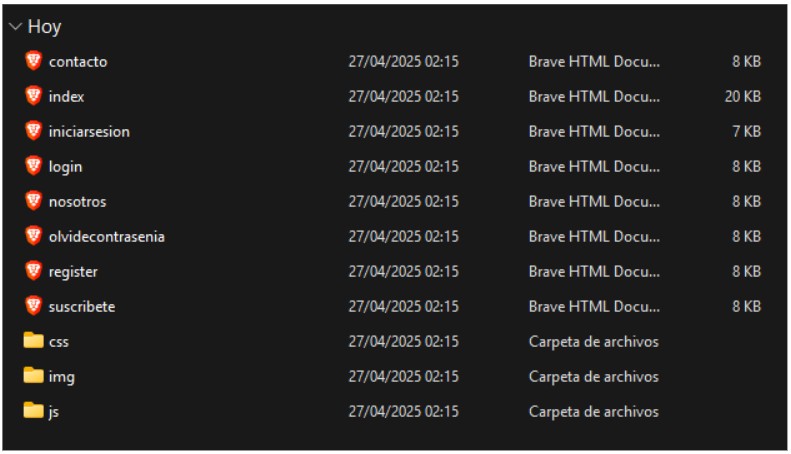 Hoy
contacto 27/04/2025 02:15 Brave HTML Docu... 8 KB
index 27/04/2025 02:15 Brave HTML Docu... 20 KB
iniciarsesion 27/04/2025 02:15 Brave HTML Docu... 7 KB
login 27/04/2025 02:15 Brave HTML Docu... 8 KB
nosotros 27/04/2025 02:15 Brave HTML Docu... 8 KB
olvidecontrasenia 27/04/2025 02:15 Brave HTML Docu... 8 KB
register 27/04/2025 02:15 Brave HTML Docu... 8 KB
suscribete 27/04/2025 02:15 Brave HTML Docu... 8 KB
css 27/04/2025 02:15 Carpeta de archivos
img 27/04/2025 02:15 Carpeta de archivos
js 27/04/2025 02:15 Carpeta de archivos